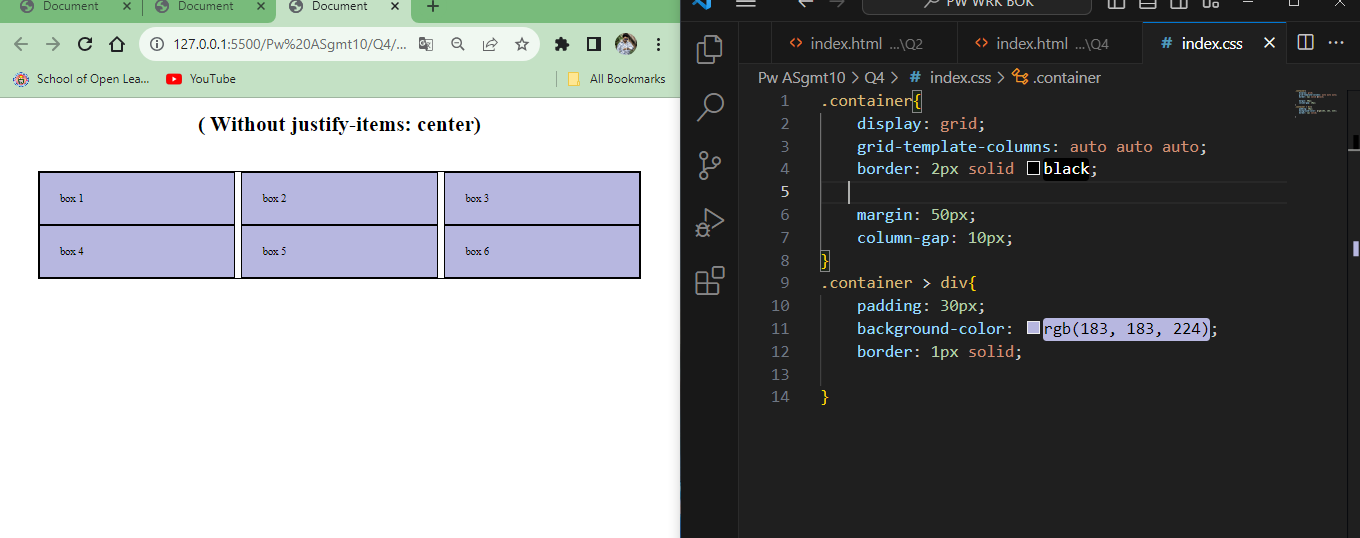 Document
Document
Document
127.0.0.1:5500/Pw%20ASgmt10/Q4/...
School of Open Lea...
YouTube
All Bookmarks
( Without justify-items: center)
box 1
box 2
box 3
box 4
box 5
box 6
PW WRK BOK
index.html ...\Q2
index.html ...\Q4
# index.css
Pw ASgmt10 > Q4 > # index.css > .container
1 .container{
2 display: grid;
3 grid-template-columns: auto auto auto;
4 border: 2px solid black;
5
6 margin: 50px;
7 column-gap: 10px;
8 }
9 .container > div{
10 padding: 30px;
11 background-color: rgb(183, 183, 224);
12 border: 1px solid;
13
14 }